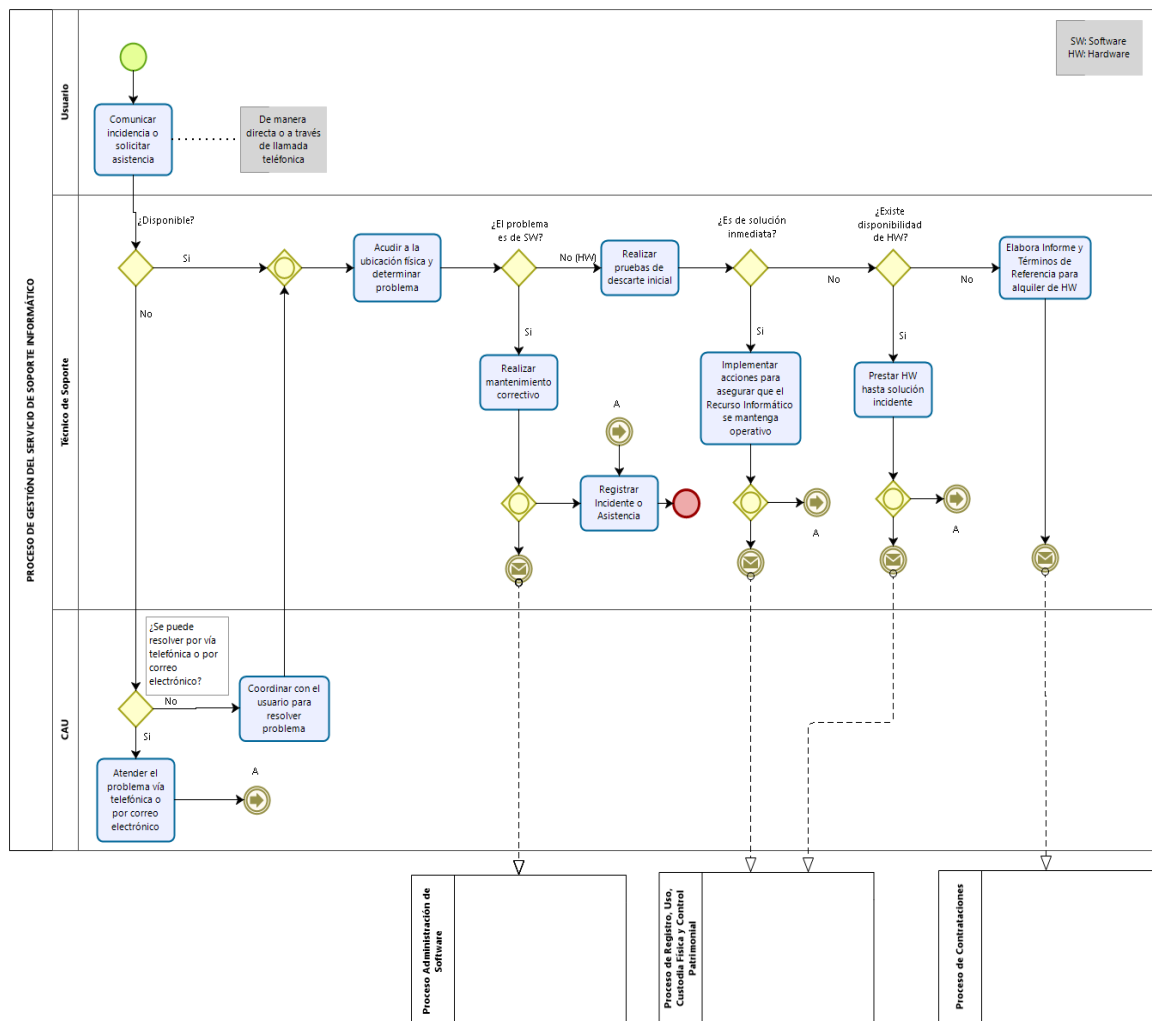 PROCESO DE GESTIÓN DEL SERVICIO DE SOPORTE INFORMÁTICO
Usuario
SW: Software
HW: Hardware
Comunicar
incidencia o
solicitar
asistencia
De manera
directa o a través
de llamada
teléfonica
Técnico de Soporte
¿Disponible?
Si
No
Acudir a la
ubicación física y
determinar
problema
¿El problema
es de SW?
No (HW)
Si
Realizar
pruebas de
descarte inicial
¿Es de solución
inmediata?
No
Si
¿Existe
disponibilidad
de HW?
No
Si
Elabora Informe y
Términos de
Referencia para
alquiler de HW
Realizar
mantenimiento
correctivo
Implementar
acciones para
asegurar que el
Recurso Informático
se mantenga
operativo
Prestar HW
hasta solución
incidente
A
Registrar
Incidente o
Asistencia
A
A
CAU
¿Se puede
resolver por vía
telefónica o por
correo
electrónico?
No
Si
Coordinar con el
usuario para
resolver
problema
Atender el
problema vía
telefónica o
por correo
electrónico
A
Proceso Administración de
Software
Proceso de Registro, Uso,
Custodia Física y Control
Patrimonial
Proceso de Contrataciones